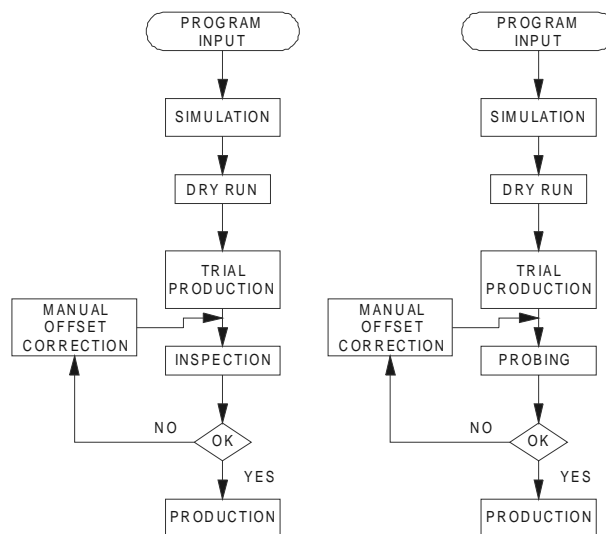 PROGRAM
INPUT
SIMULATION
DRY RUN
TRIAL
PRODUCTION
MANUAL
OFFSET
CORRECTION
INSPECTION
NO
OK
YES
PRODUCTION
PROGRAM
INPUT
SIMULATION
DRY RUN
TRIAL
PRODUCTION
MANUAL
OFFSET
CORRECTION
PROBING
NO
OK
YES
PRODUCTION